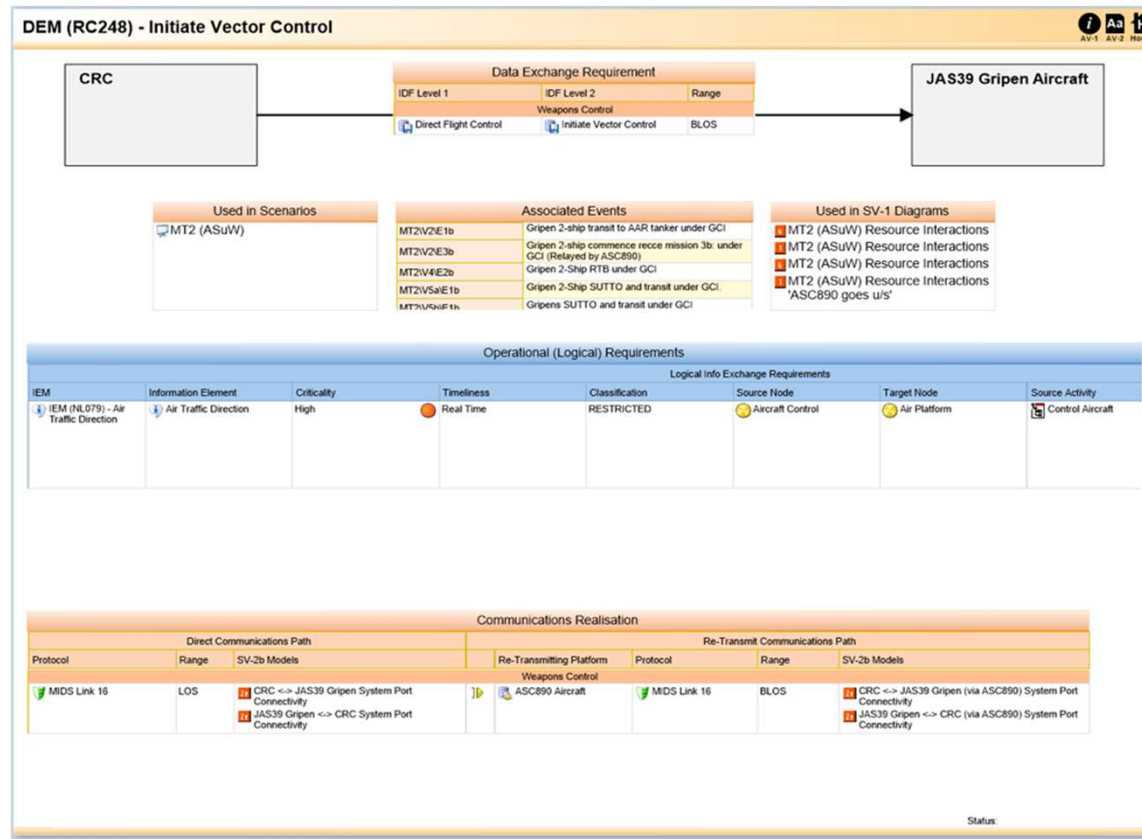 DEM (RC248) - Initiate Vector Control
AV-1 AV-2
CRC
Data Exchange Requirement
IDF Level 1 IDF Level 2 Range
Weapons Control
Direct Flight Control Initiate Vector Control BLOS
JAS39 Gripen Aircraft
Used in Scenarios
MT2 (ASuW)
Associated Events
MT2\V2\E1b Gripen 2-ship transit to AAR tanker under GCI
MT2\V2\E3b Gripen 2-ship commence recce mission 3b: under
GCI (Relayed by ASC890)
MT2\V4\E2b Gripen 2-Ship RTB under GCI
MT2\V5a\E1b Gripen 2-Ship SUTTO and transit under GCI.
MT2\V5b\E1b Gripens SUTTO and transit under GCI
Used in SV-1 Diagrams
MT2 (ASuW) Resource Interactions
MT2 (ASuW) Resource Interactions
MT2 (ASuW) Resource Interactions
MT2 (ASuW) Resource Interactions
'ASC890 goes u/s'
Operational (Logical) Requirements
Logical Info Exchange Requirements
IEM Information Element Criticality Timeliness Classification Source Node Target Node Source Activity
IEM (NL079) - Air Air Traffic Direction High Real Time RESTRICTED Aircraft Control Air Platform Control Aircraft
Traffic Direction
Communications Realisation
Direct Communications Path Re-Transmit Communications Path
Protocol Range SV-2b Models Re-Transmitting Platform Protocol Range SV-2b Models
Weapons Control
MIDS Link 16 LOS CRC <-> JAS39 Gripen System Port ASC890 Aircraft MIDS Link 16 BLOS CRC <-> JAS39 Gripen (via ASC890) System Port
Connectivity Connectivity
JAS39 Gripen <-> CRC System Port JAS39 Gripen <-> CRC (via ASC890) System Port
Connectivity Connectivity
Status: